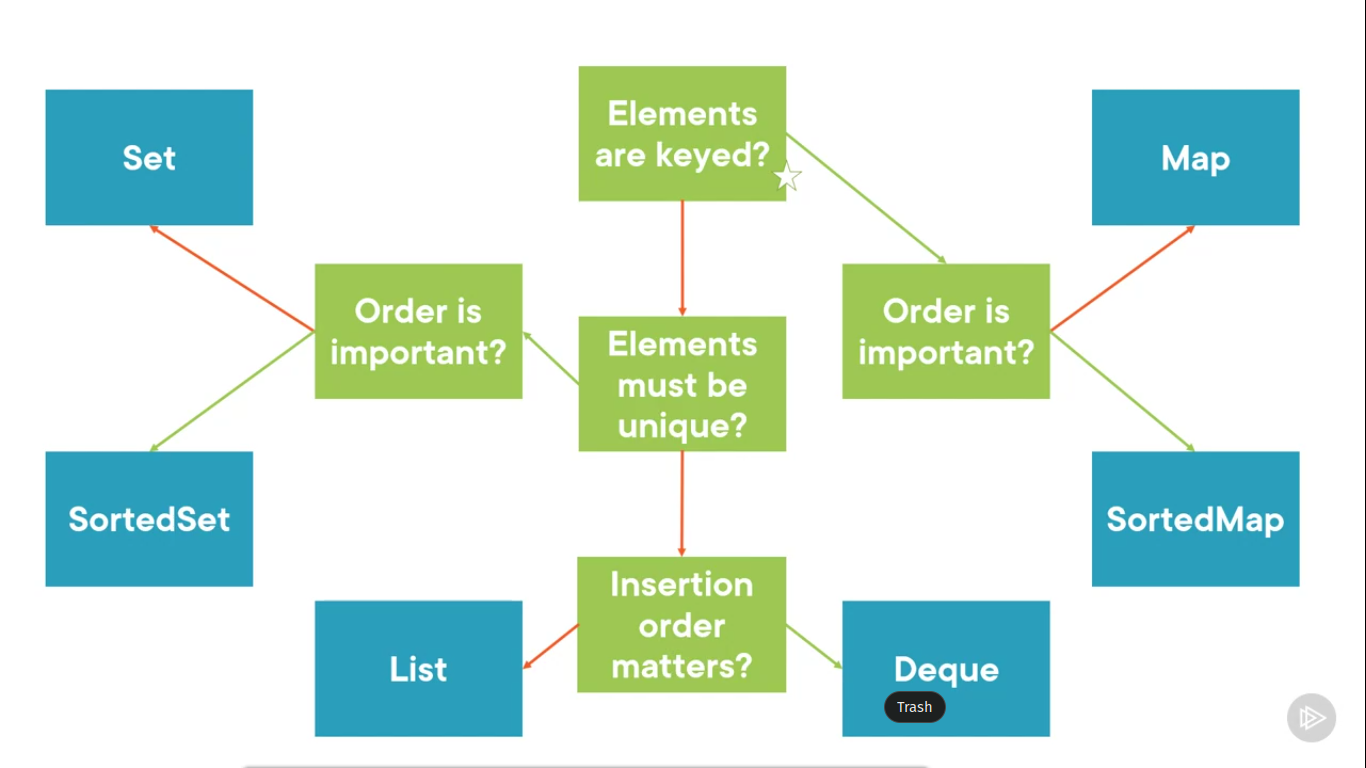 Elements
are keyed?
Set
Map
Order is
important?
Elements
must be
unique?
Order is
important?
SortedSet
SortedMap
Insertion
order
matters?
List
Deque
Trash